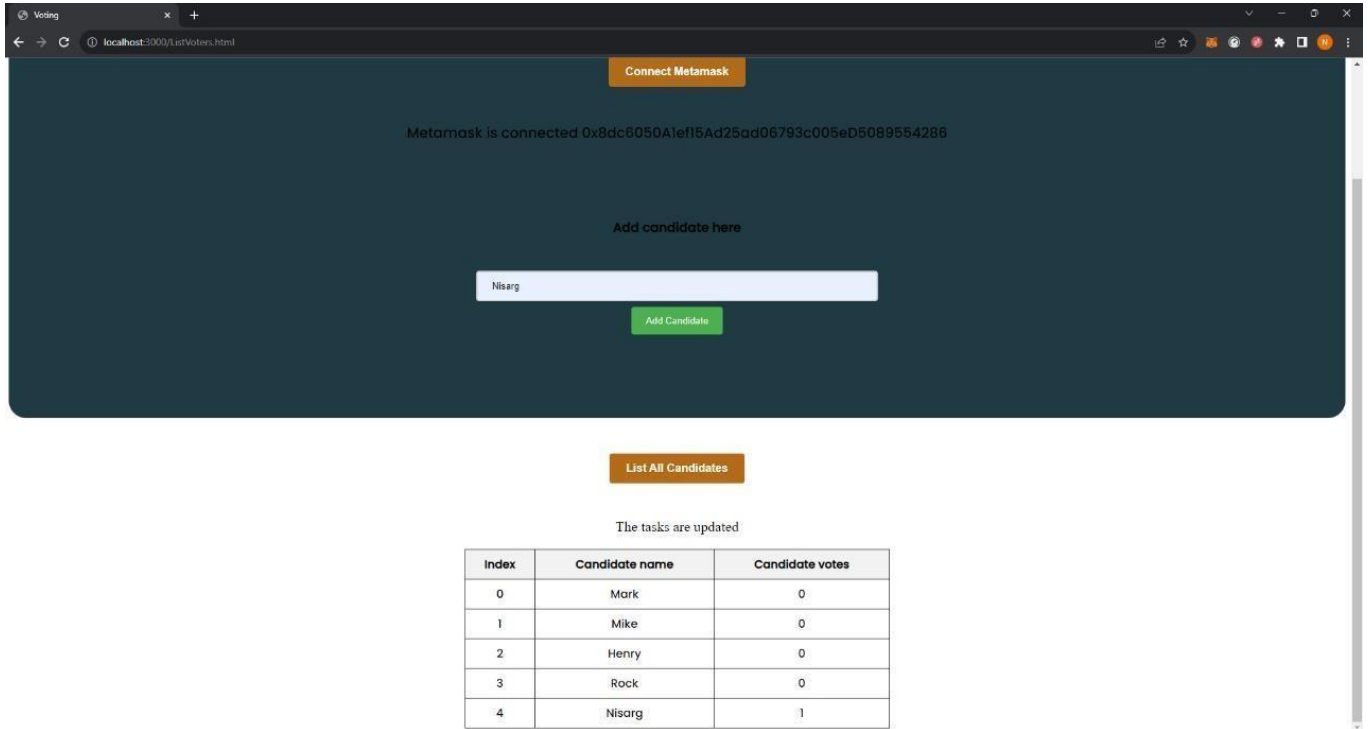 Voting
localhost:3000/ListVoters.html
N
Connect Metamask
Metamask is connected 0x8dc6050A1ef15Ad25ad06793c005eD5089554286
Add candidate here
Nisarg
Add Candidate
List All Candidates
The tasks are updated
Index Candidate name Candidate votes
0 Mark 0
1 Mike 0
2 Henry 0
3 Rock 0
4 Nisarg 1